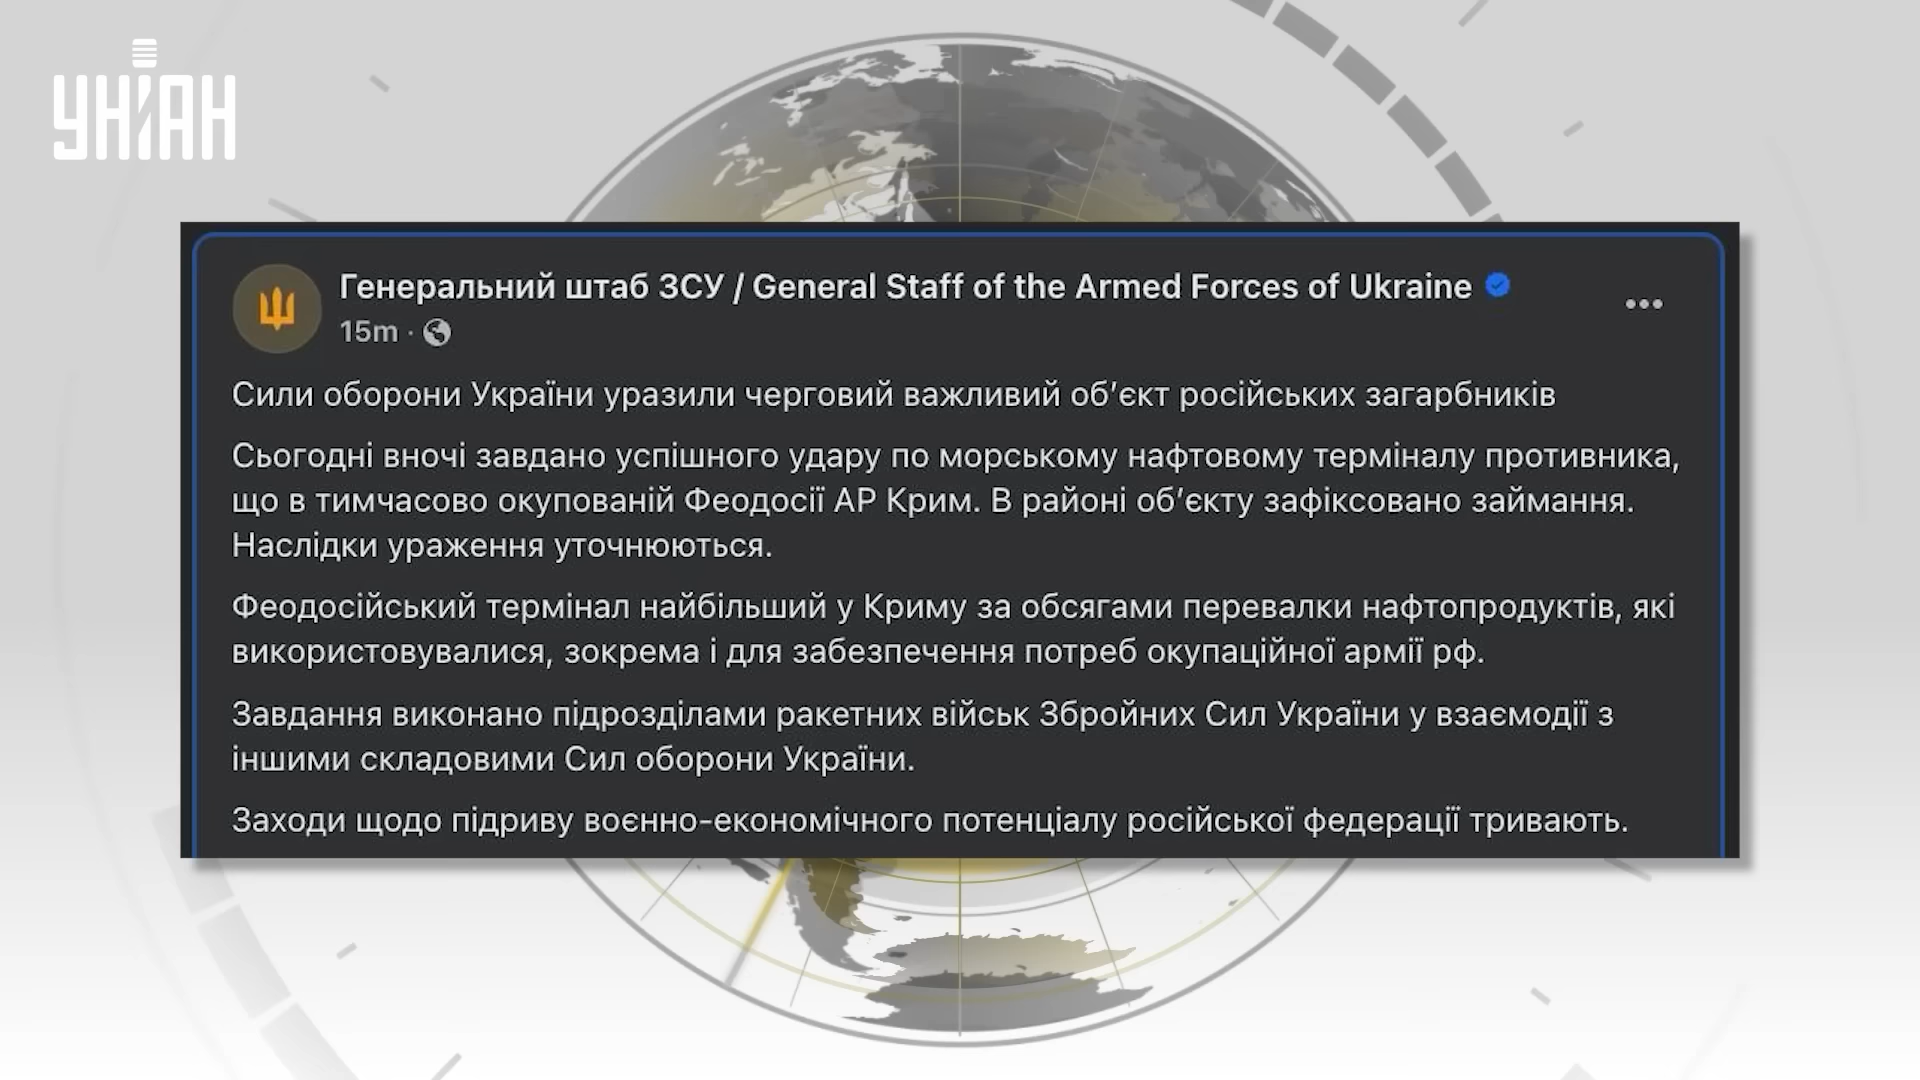 УНІАН
Генеральний штаб ЗСУ / General Staff of the Armed Forces of Ukraine
15m ·
Сили оборони України уразили черговий важливий об’єкт російських загарбників
Сьогодні вночі завдано успішного удару по морському нафтовому терміналу противника,
що в тимчасово окупованій Феодосії АР Крим. В районі об’єкту зафіксовано займання.
Наслідки ураження уточнюються.
Феодосійський термінал найбільший у Криму за обсягами перевалки нафтопродуктів, які
використовувалися, зокрема і для забезпечення потреб окупаційної армії рф.
Завдання виконано підрозділами ракетних військ Збройних Сил України у взаємодії з
іншими складовими Сил оборони України.
Заходи щодо підриву воєнно-економічного потенціалу російської федерації тривають.